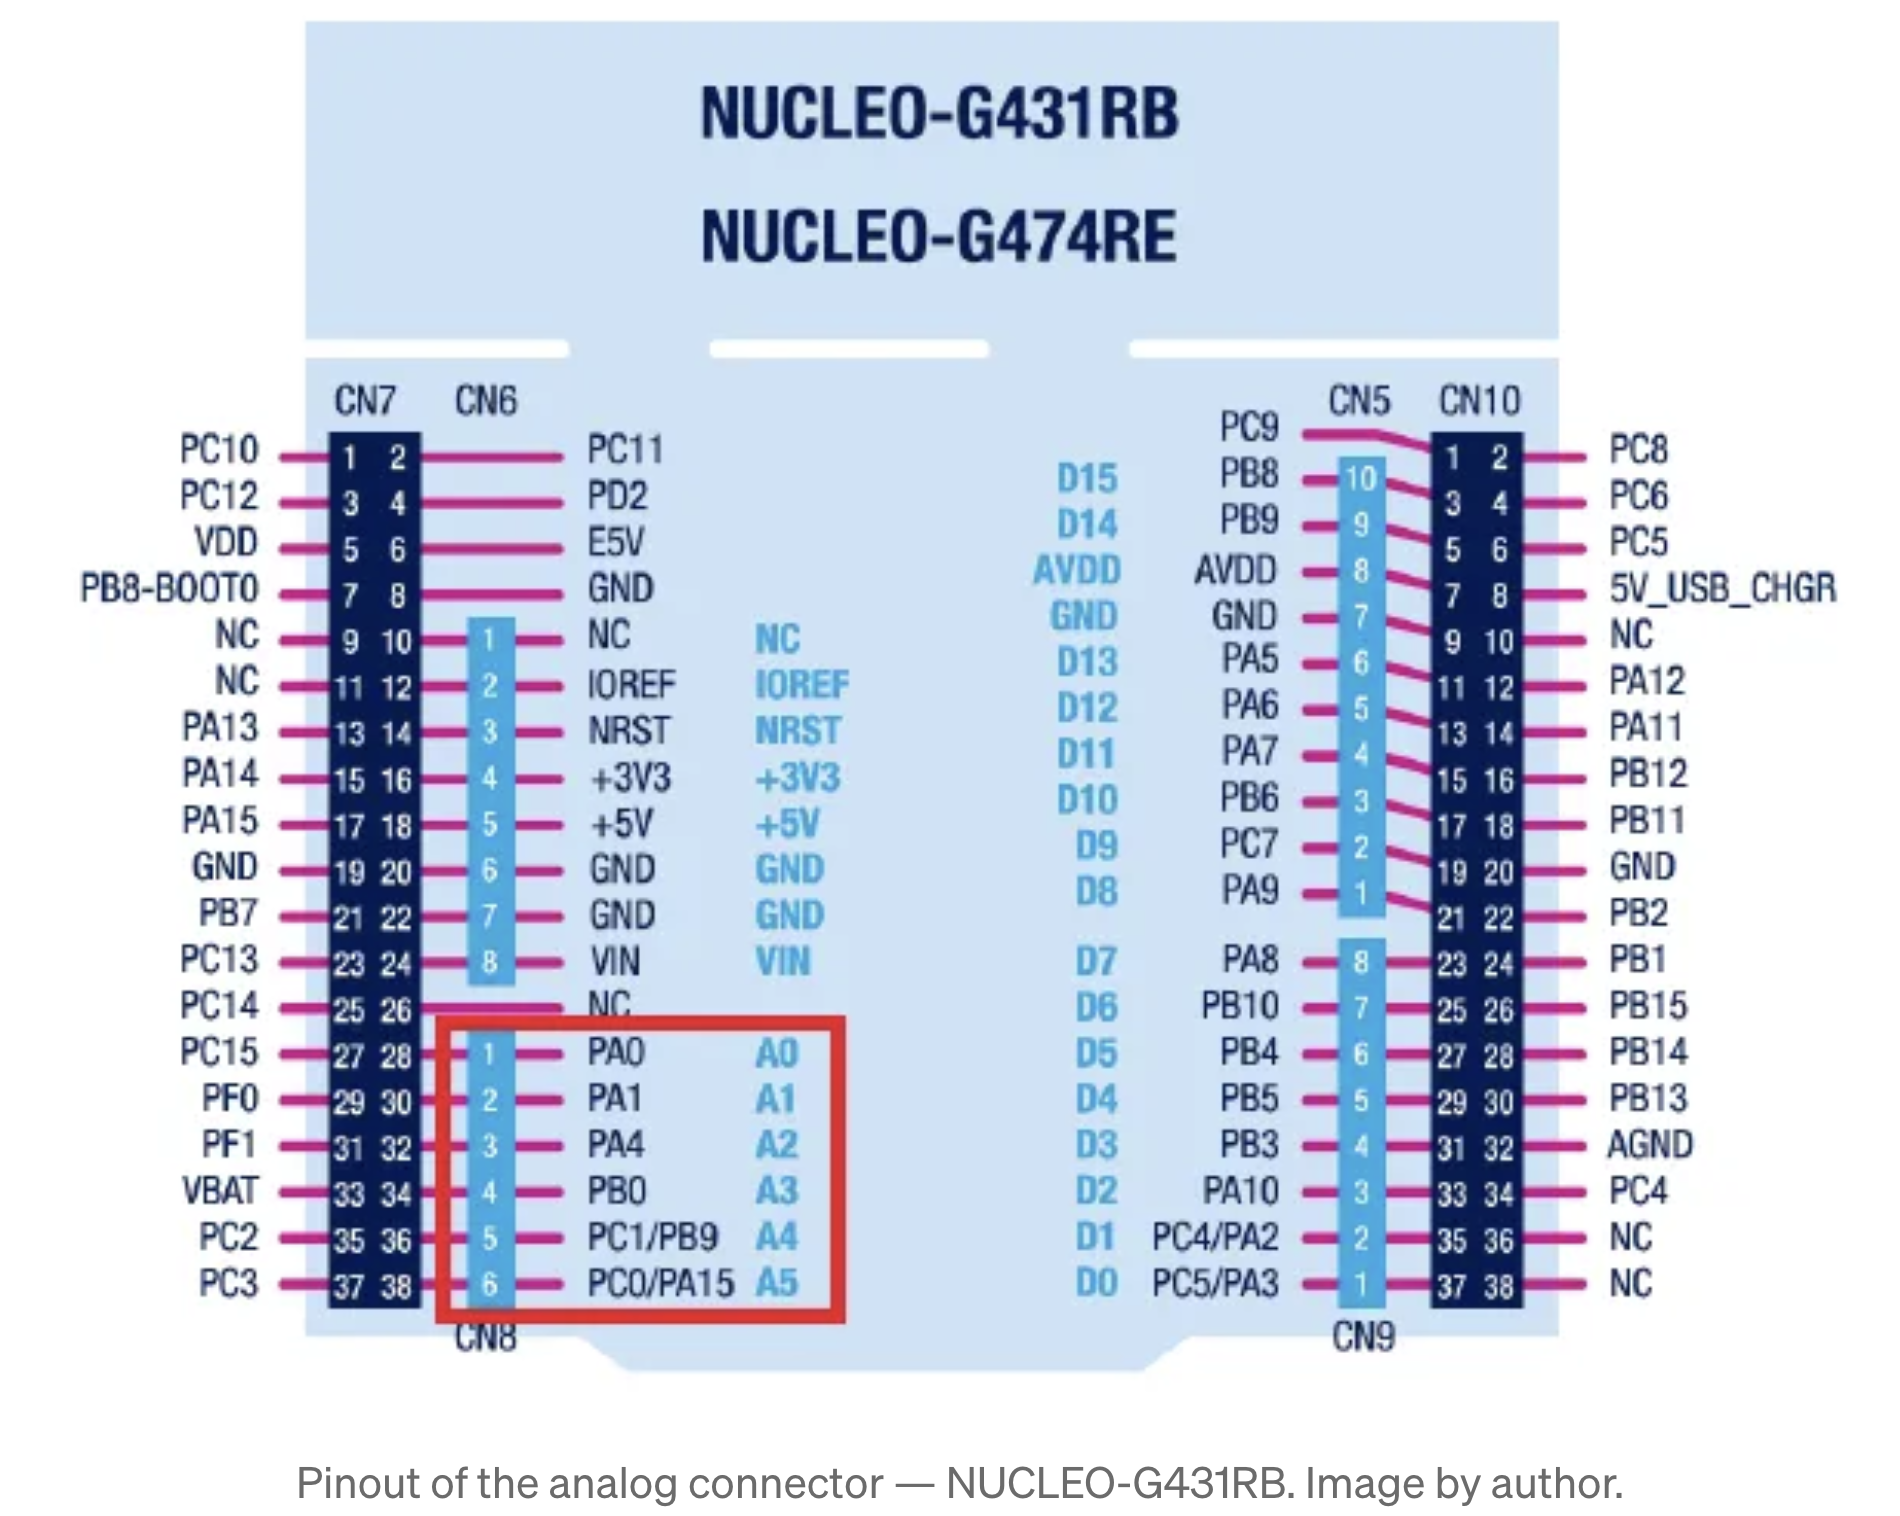 NUCLEO-G431RB
NUCLEO-G474RE
CN7 CN6 CN5 CN10
PC9
PC10 1 2 PC11 1 2 PC8
D15 PB8 10
PC12 3 4 PD2 3 4 PC6
D14 PB9 9
VDD 5 6 E5V 5 6 PC5
AVDD AVDD 8
PB8-BOOT0 7 8 GND 7 8 5V_USB_CHGR
GND GND 7
NC 9 10 1 NC NC 9 10 NC
D13 PA5 6
NC 11 12 2 IOREF IOREF 11 12 PA12
D12 PA6 5
PA13 13 14 3 NRST NRST 13 14 PA11
D11 PA7 4
PA14 15 16 4 +3V3 +3V3 15 16 PB12
D10 PB6 3
PA15 17 18 5 +5V +5V 17 18 PB11
D9 PC7 2
GND 19 20 6 GND GND 19 20 GND
D8 PA9 1
PB7 21 22 7 GND GND 21 22 PB2
PC13 23 24 8 VIN VIN D7 PA8 8 23 24 PB1
PC14 25 26 NC D6 PB10 7 25 26 PB15
PC15 27 28 1 PA0 A0 D5 PB4 6 27 28 PB14
PF0 29 30 2 PA1 A1 D4 PB5 5 29 30 PB13
PF1 31 32 3 PA4 A2 D3 PB3 4 31 32 AGND
VBAT 33 34 4 PB0 A3 D2 PA10 3 33 34 PC4
PC2 35 36 5 PC1/PB9 A4 D1 PC4/PA2 2 35 36 NC
PC3 37 38 6 PC0/PA15 A5 D0 PC5/PA3 1 37 38 NC
CN8 CN9
Pinout of the analog connector — NUCLEO-G431RB. Image by author.